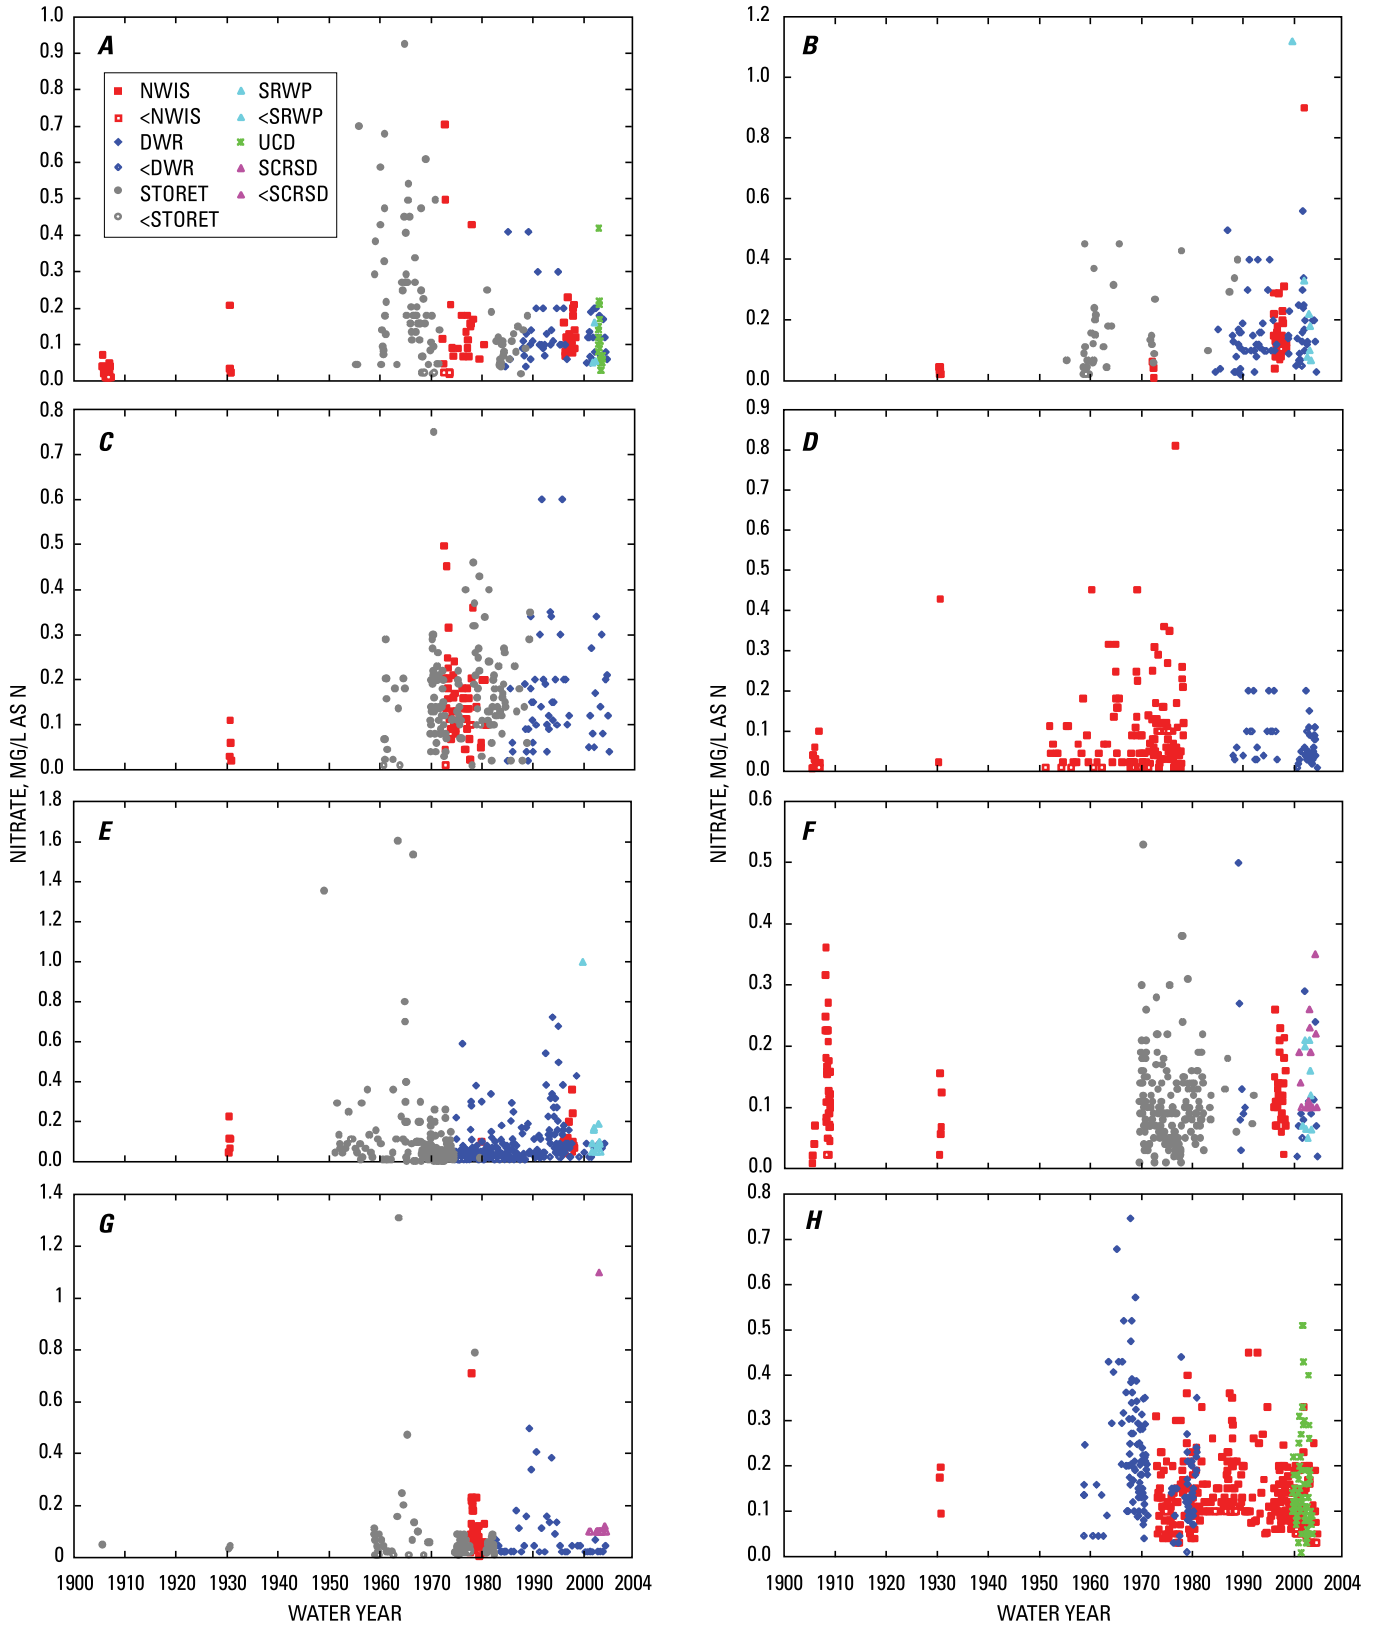 A
1.0
0.9
0.8
0.7
0.6
0.5
0.4
0.3
0.2
0.1
0.0
NWIS
<NWIS
DWR
<DWR
STORET
<STORET
SRWP
<SRWP
UCD
SCRSD
<SCRSD
B
1.2
1.0
0.8
0.6
0.4
0.2
0.0
C
0.8
0.7
0.6
0.5
0.4
0.3
0.2
0.1
0.0
D
0.9
0.8
0.7
0.6
0.5
0.4
0.3
0.2
0.1
0.0
NITRATE, MG/L AS N
NITRATE, MG/L AS N
E
1.8
1.6
1.4
1.2
1.0
0.8
0.6
0.4
0.2
0.0
F
0.6
0.5
0.4
0.3
0.2
0.1
0.0
G
1.4
1.2
1
0.8
0.6
0.4
0.2
0
1900 1910 1920 1930 1940 1950 1960 1970 1980 1990 2000 2004
WATER YEAR
H
0.8
0.7
0.6
0.5
0.4
0.3
0.2
0.1
0.0
1900 1910 1920 1930 1940 1950 1960 1970 1980 1990 2000 2004
WATER YEAR